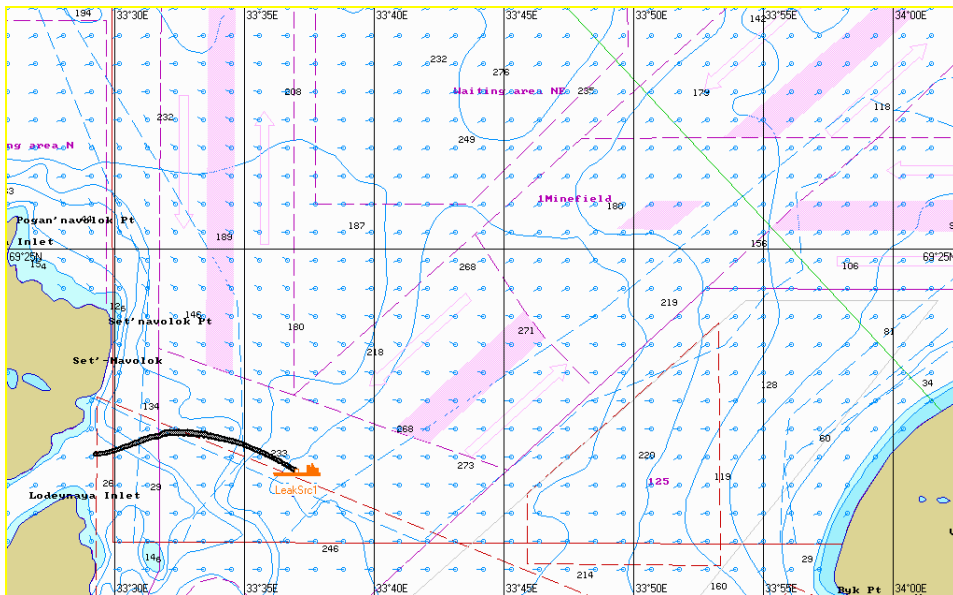 194
33°30E
33°35E
33°40E
33°45E
33°50E
33°55E
34°00E
142
232
276
Waiting area NE
235
179
208
118
232
249
ng area N
1Minefield
180
Pogan'navolok Pt
187
189
156
Inlet
69°25N
69°25N
15₄
268
106
219
12₆
146
Set'navolok Pt
180
271
81
218
Set'-Navolok
128
34
134
268
60
233
273
220
119
125
26
29
LeakSrc1
Lodeynaya Inlet
246
14₆
29
214
33°30E
33°35E
33°40E
33°45E
33°50E
160
33°55E
34°00E
Byk Pt